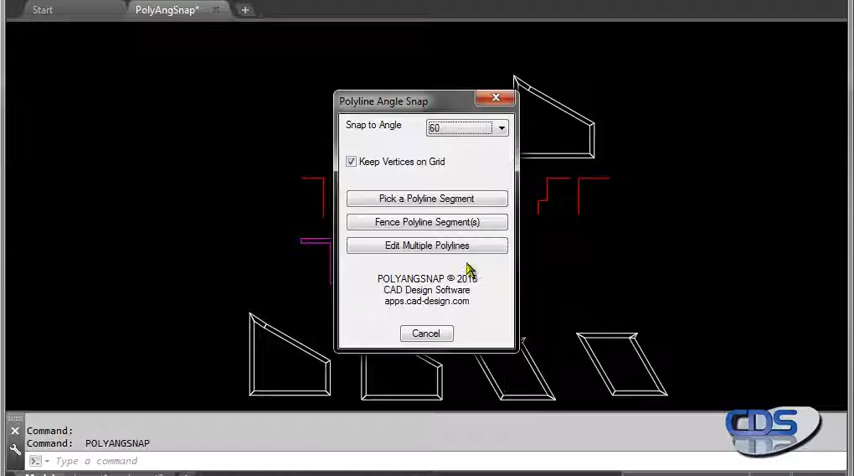 Start
PolyAngSnap*
Polyline Angle Snap
Snap to Angle
60
Keep Vertices on Grid
Pick a Polyline Segment
Fence Polyline Segment(s)
Edit Multiple Polylines
POLYANGSNAP ® 2016
CAD Design Software
apps.cad-design.com
Cancel
CDS
Command:
Command: POLYANGSNAP
Type a command